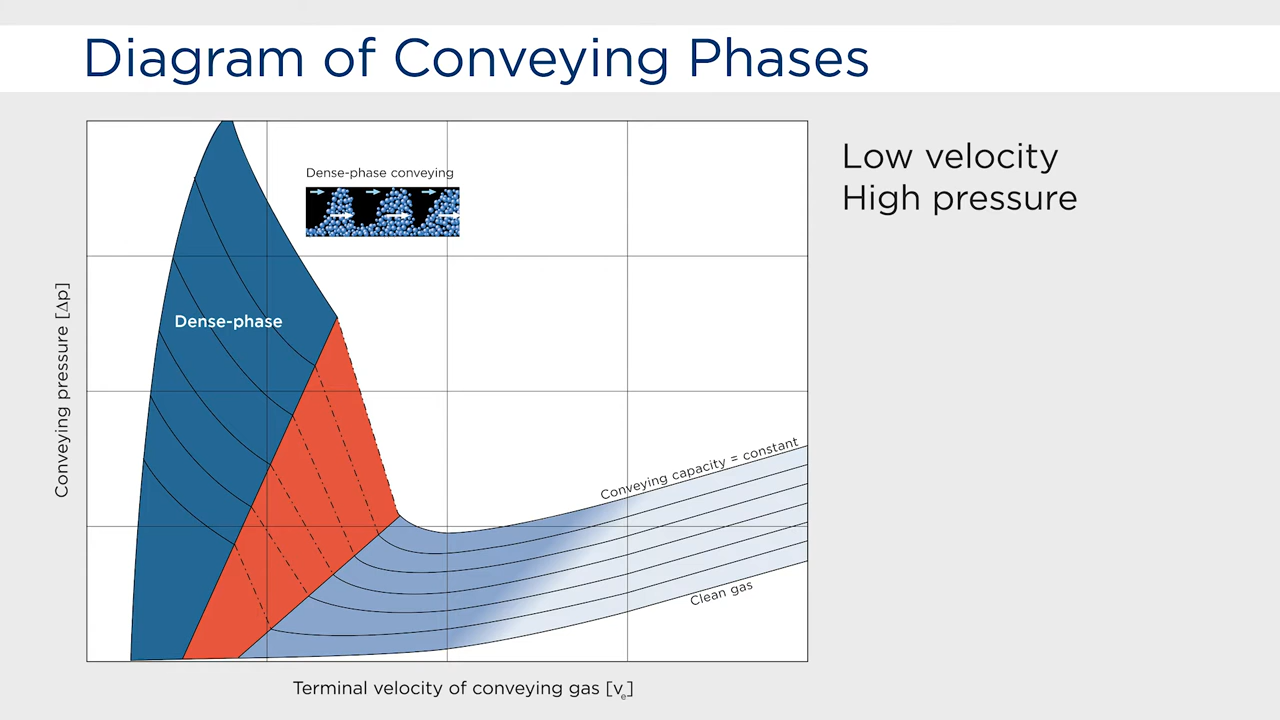 Diagram of Conveying Phases
Low velocity
High pressure
Dense-phase conveying
Dense-phase
Conveying pressure [Δp]
Conveying capacity = constant
Clean gas
Terminal velocity of conveying gas [vₑ]